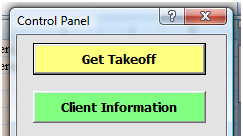 Control Panel
?
Get Takeoff
Client Information